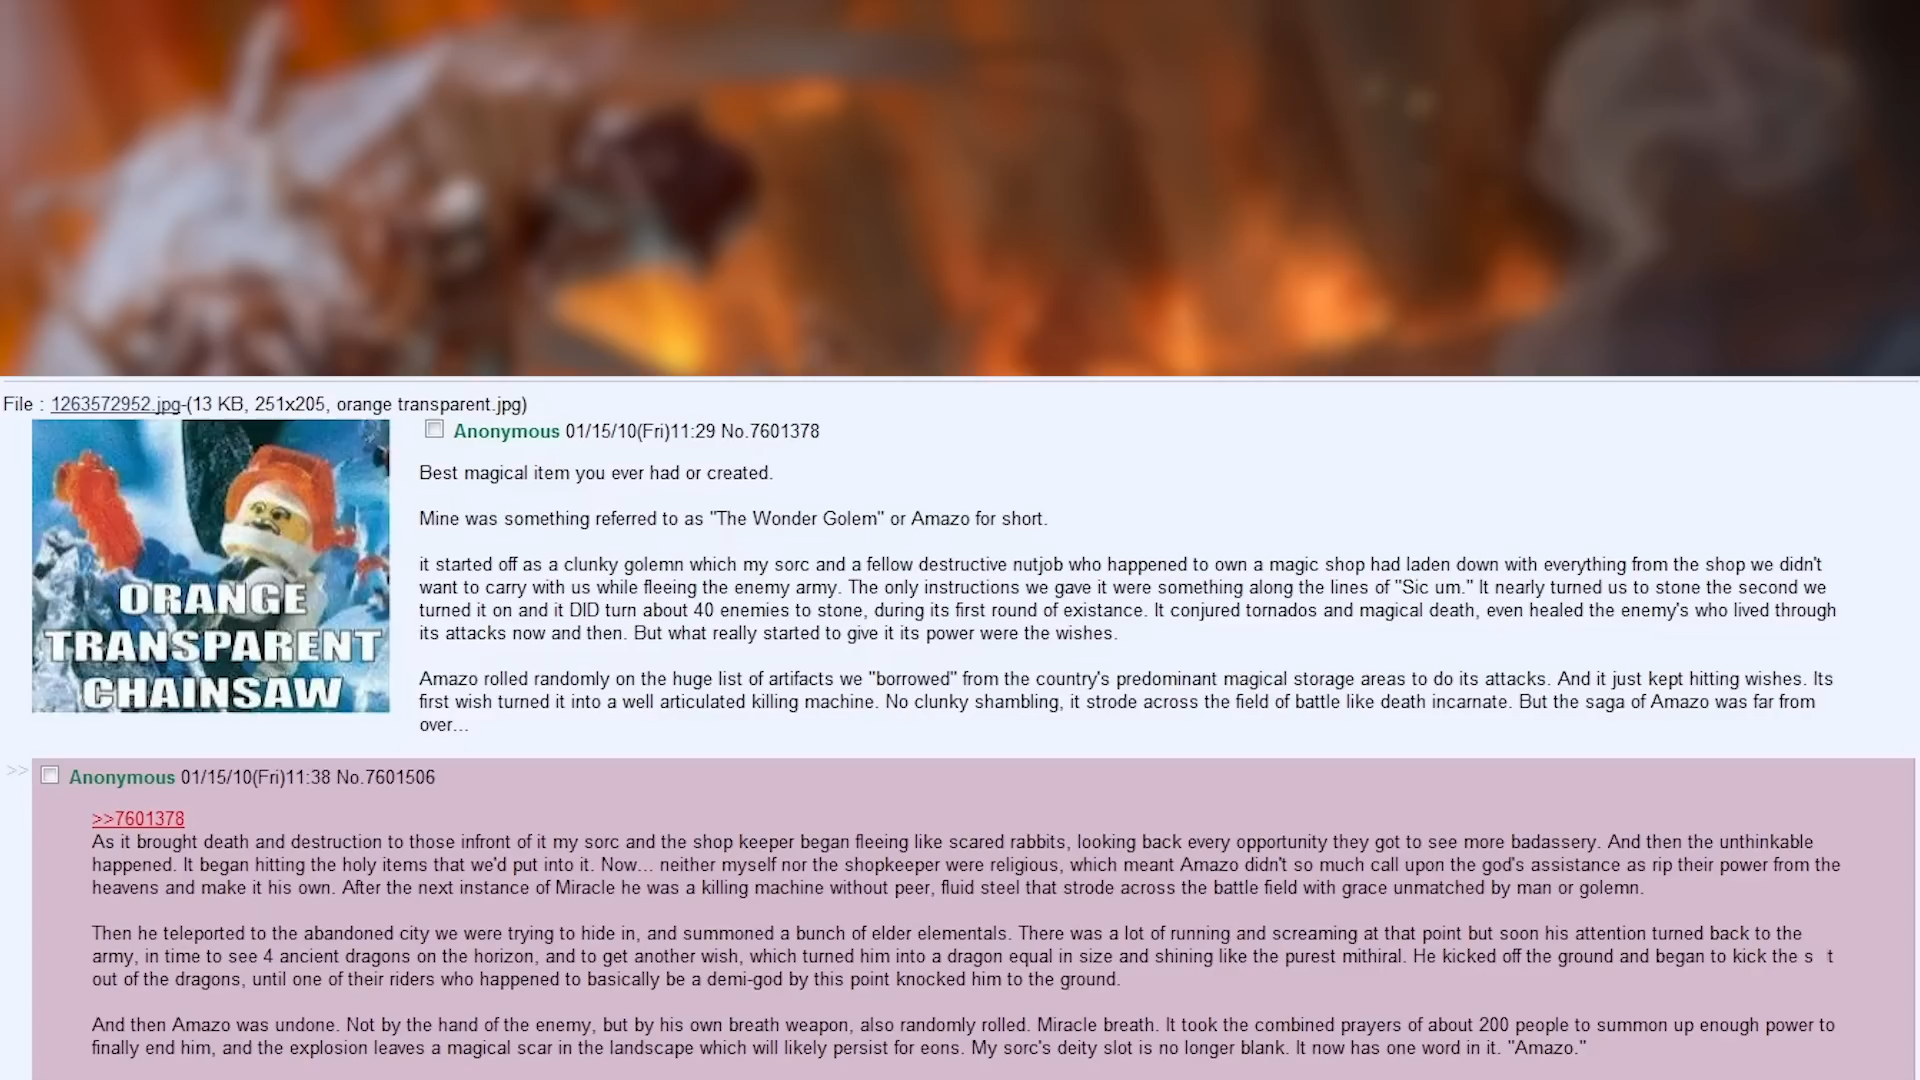 File : 1263572952.jpg-(13 KB, 251x205, orange transparent.jpg)
ORANGE
TRANSPARENT
CHAINSAW
Anonymous 01/15/10(Fri)11:29 No.7601378
Best magical item you ever had or created.
Mine was something referred to as "The Wonder Golem" or Amazo for short.
it started off as a clunky golemn which my sorc and a fellow destructive nutjob who happened to own a magic shop had laden down with everything from the shop we didn't
want to carry with us while fleeing the enemy army. The only instructions we gave it were something along the lines of "Sic um." It nearly turned us to stone the second we
turned it on and it DID turn about 40 enemies to stone, during its first round of existance. It conjured tornados and magical death, even healed the enemy's who lived through
its attacks now and then. But what really started to give it its power were the wishes.
Amazo rolled randomly on the huge list of artifacts we "borrowed" from the country's predominant magical storage areas to do its attacks. And it just kept hitting wishes. Its
first wish turned it into a well articulated killing machine. No clunky shambling, it strode across the field of battle like death incarnate. But the saga of Amazo was far from
over...
>> Anonymous 01/15/10(Fri)11:38 No.7601506
>>7601378
As it brought death and destruction to those infront of it my sorc and the shop keeper began fleeing like scared rabbits, looking back every opportunity they got to see more badassery. And then the unthinkable
happened. It began hitting the holy items that we'd put into it. Now... neither myself nor the shopkeeper were religious, which meant Amazo didn't so much call upon the god's assistance as rip their power from the
heavens and make it his own. After the next instance of Miracle he was a killing machine without peer, fluid steel that strode across the battle field with grace unmatched by man or golemn.
Then he teleported to the abandoned city we were trying to hide in, and summoned a bunch of elder elementals. There was a lot of running and screaming at that point but soon his attention turned back to the
army, in time to see 4 ancient dragons on the horizon, and to get another wish, which turned him into a dragon equal in size and shining like the purest mithiral. He kicked off the ground and began to kick the s t
out of the dragons, until one of their riders who happened to basically be a demi-god by this point knocked him to the ground.
And then Amazo was undone. Not by the hand of the enemy, but by his own breath weapon, also randomly rolled. Miracle breath. It took the combined prayers of about 200 people to summon up enough power to
finally end him, and the explosion leaves a magical scar in the landscape which will likely persist for eons. My sorc's deity slot is no longer blank. It now has one word in it. "Amazo."